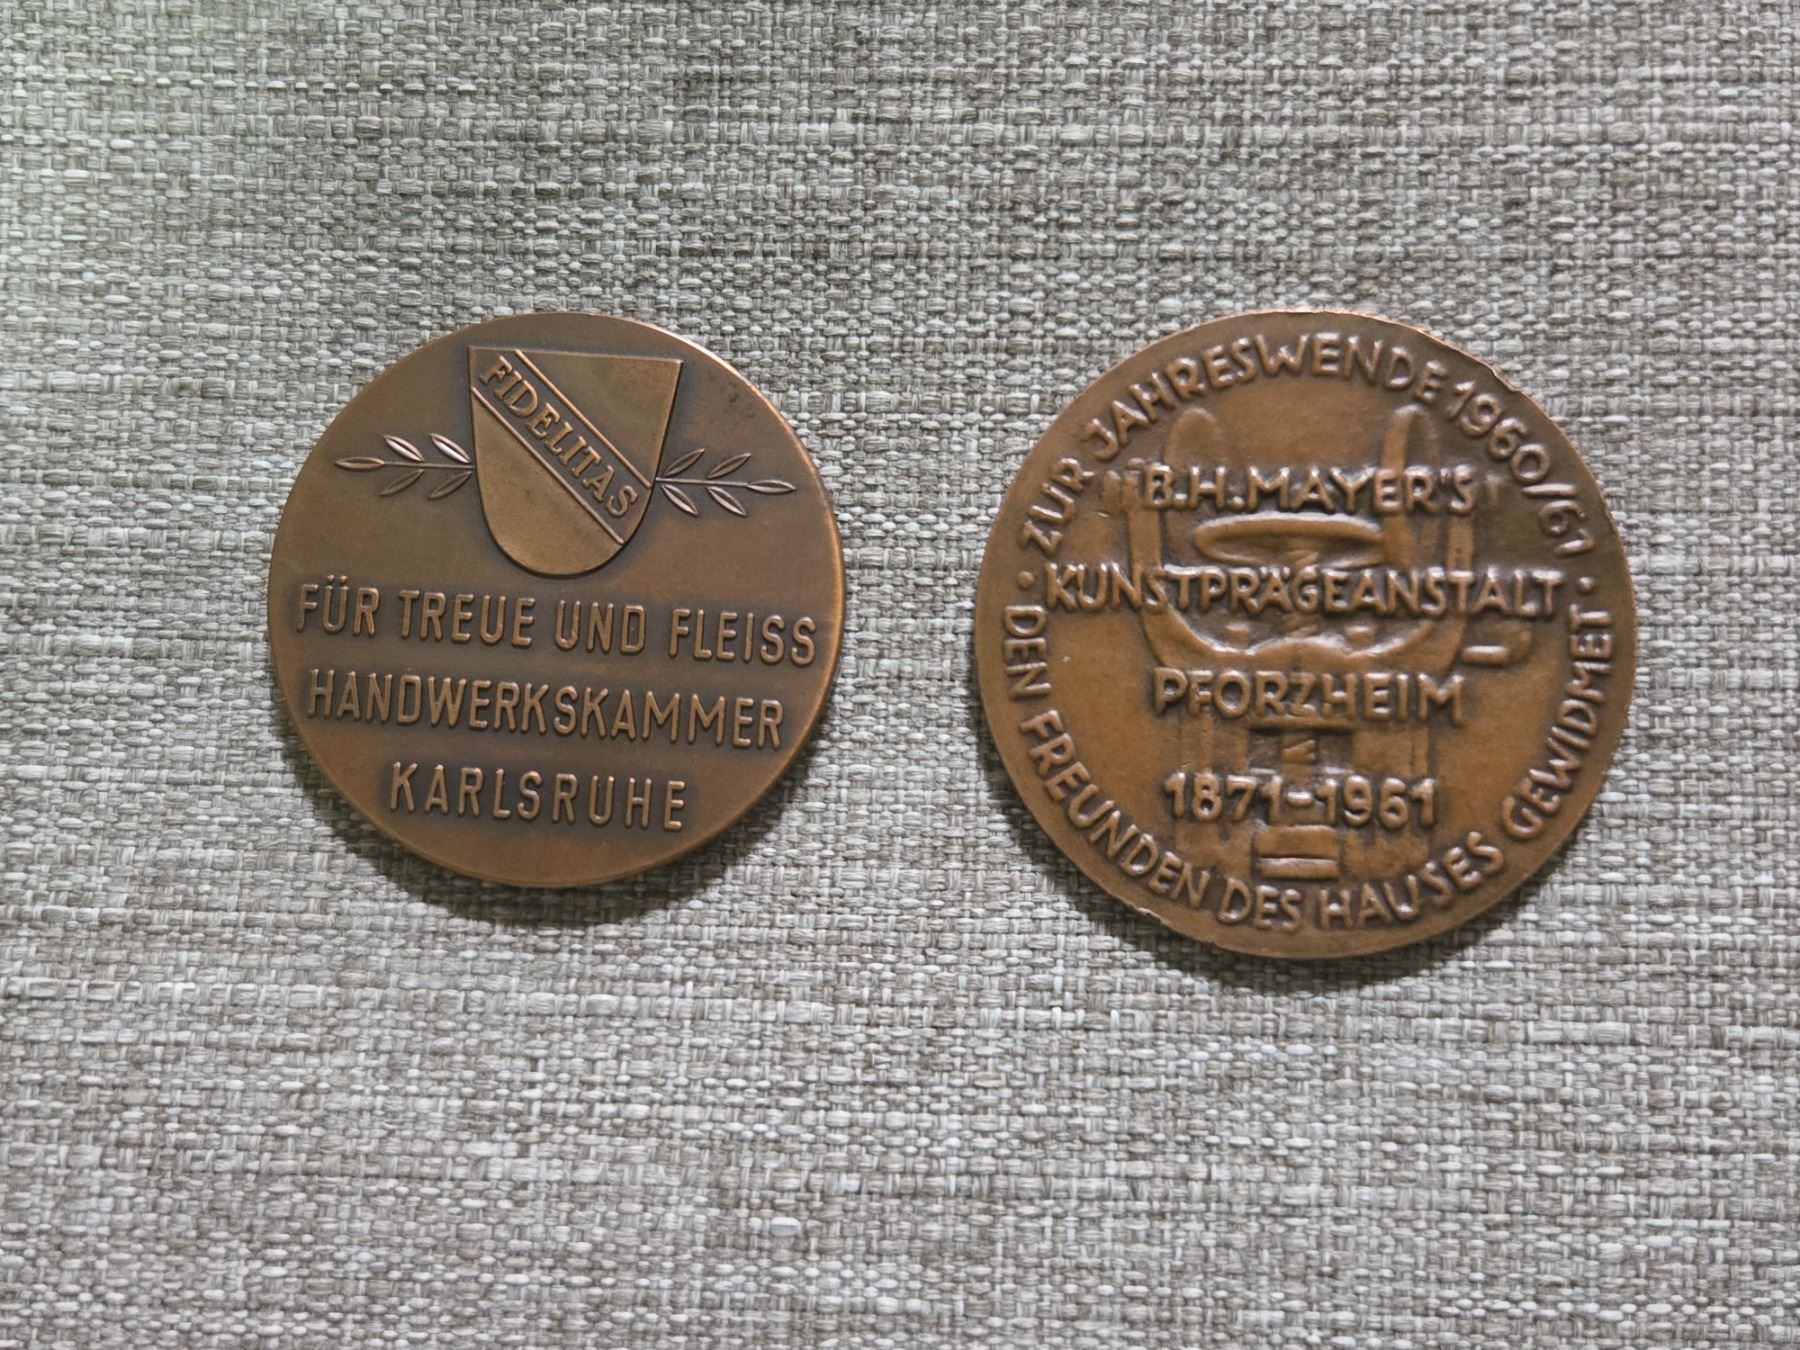 FIDELITAS
FÜR TREUE UND FLEISS
HANDWERKSKAMMER
KARLSRUHE
ZUR JAHRESWENDE 1960/61
B.H.MAYER'S
KUNSTPRÄGEANSTALT
PFORZHEIM
1871-1961
· DEN FREUNDEN DES HAUSES GEWIDMET ·